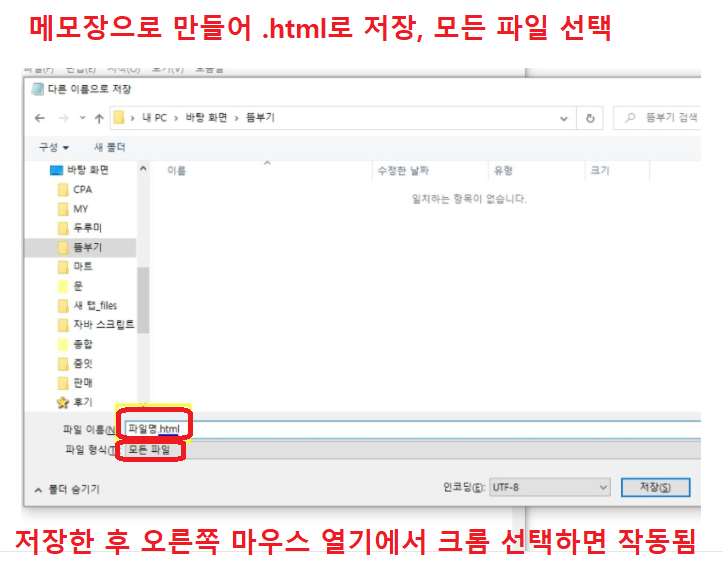 메모장으로 만들어 .html로 저장, 모든 파일 선택
다른 이름으로 저장
내 PC > 바탕 화면 > 뜸부기
뜸부기 검색
구성 새 폴더
바탕 화면
이름 수정한 날짜 유형 크기
일치하는 항목이 없습니다.
CPA
MY
두루미
뜸부기
마트
문
새 탭_files
자바 스크립트
종합
줌잇
판매
후기
파일 이름(N): 파일명.html
파일 형식(T): 모든 파일
폴더 숨기기 인코딩(E): UTF-8 저장(S)
저장한 후 오른쪽 마우스 열기에서 크롬 선택하면 작동됨